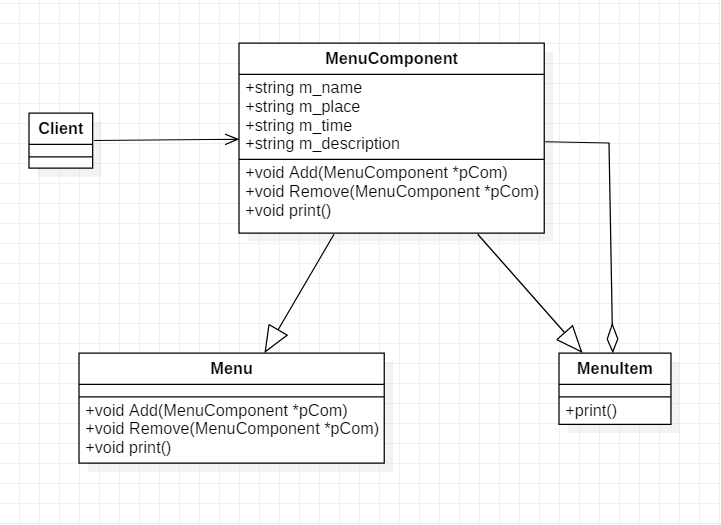 MenuComponent
+string m_name
+string m_place
+string m_time
+string m_description
+void Add(MenuComponent *pCom)
+void Remove(MenuComponent *pCom)
+void print()
Client
Menu
+void Add(MenuComponent *pCom)
+void Remove(MenuComponent *pCom)
+void print()
MenuItem
+print()